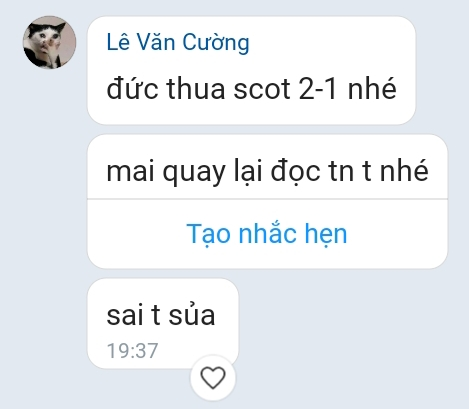 Lê Văn Cường
đức thua scot 2-1 nhé
mai quay lại đọc tn t nhé
Tạo nhắc hẹn
sai t sủa
19:37